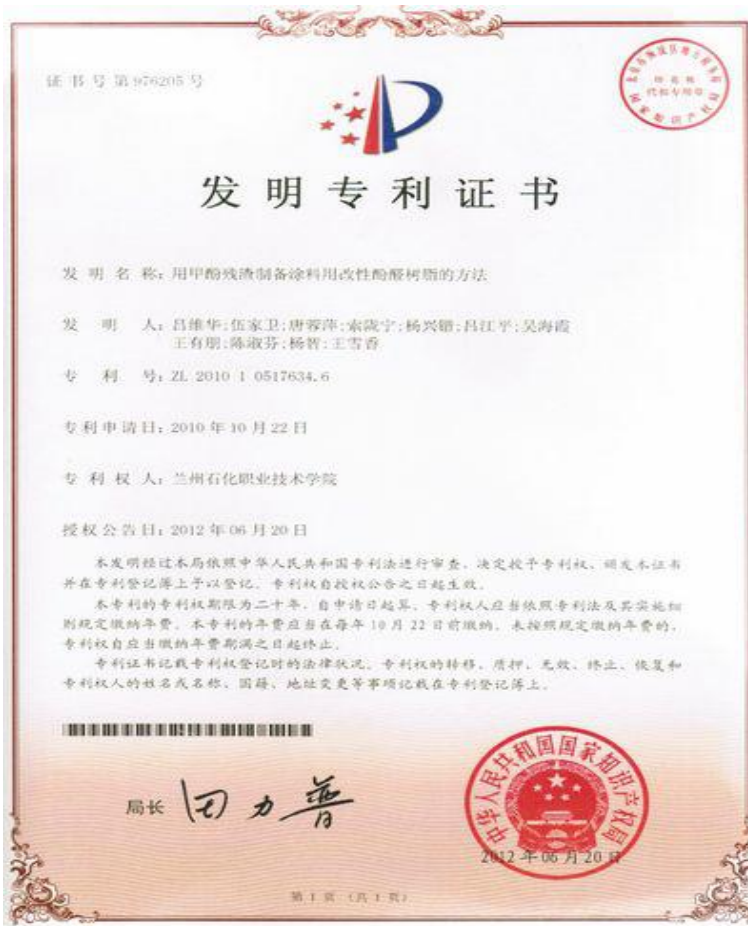 证书号第976205号
印花税
代扣专用章
国家知识产权局
发明专利证书
发 明 名 称：用甲酚残渣制备涂料用改性酚醛树脂的方法
发 明 人：吕维华;伍家卫;唐蓉萍;索陇宁;杨兴锴;吕江平;吴海霞
王有朋;陈淑芬;杨智;王雪香
专 利 号：ZL 2010 1 0517634.6
专利申请日：2010年10月22日
专 利 权 人：兰州石化职业技术学院
授权公告日：2012年06月20日
本发明经过本局依照中华人民共和国专利法进行审查，决定授予专利权、颁发本证书
并在专利登记簿上予以登记。专利权自授权公告之日起生效。
本专利的专利权期限为二十年，自申请日起算。专利权人应当依照专利法及其实施细
则规定缴纳年费。本专利的年费应当在每年10月22日前缴纳。未按照规定缴纳年费的，
专利权自应当缴纳年费期满之日起终止。
专利证书记载专利权登记时的法律状况。专利权的转移、质押、无效、终止、恢复和
专利权人的姓名或名称、国籍、地址变更等事项记载在专利登记簿上。
局长 田力普
中华人民共和国国家知识产权局
2012年06月20日
第 1 页 (共 1 页)